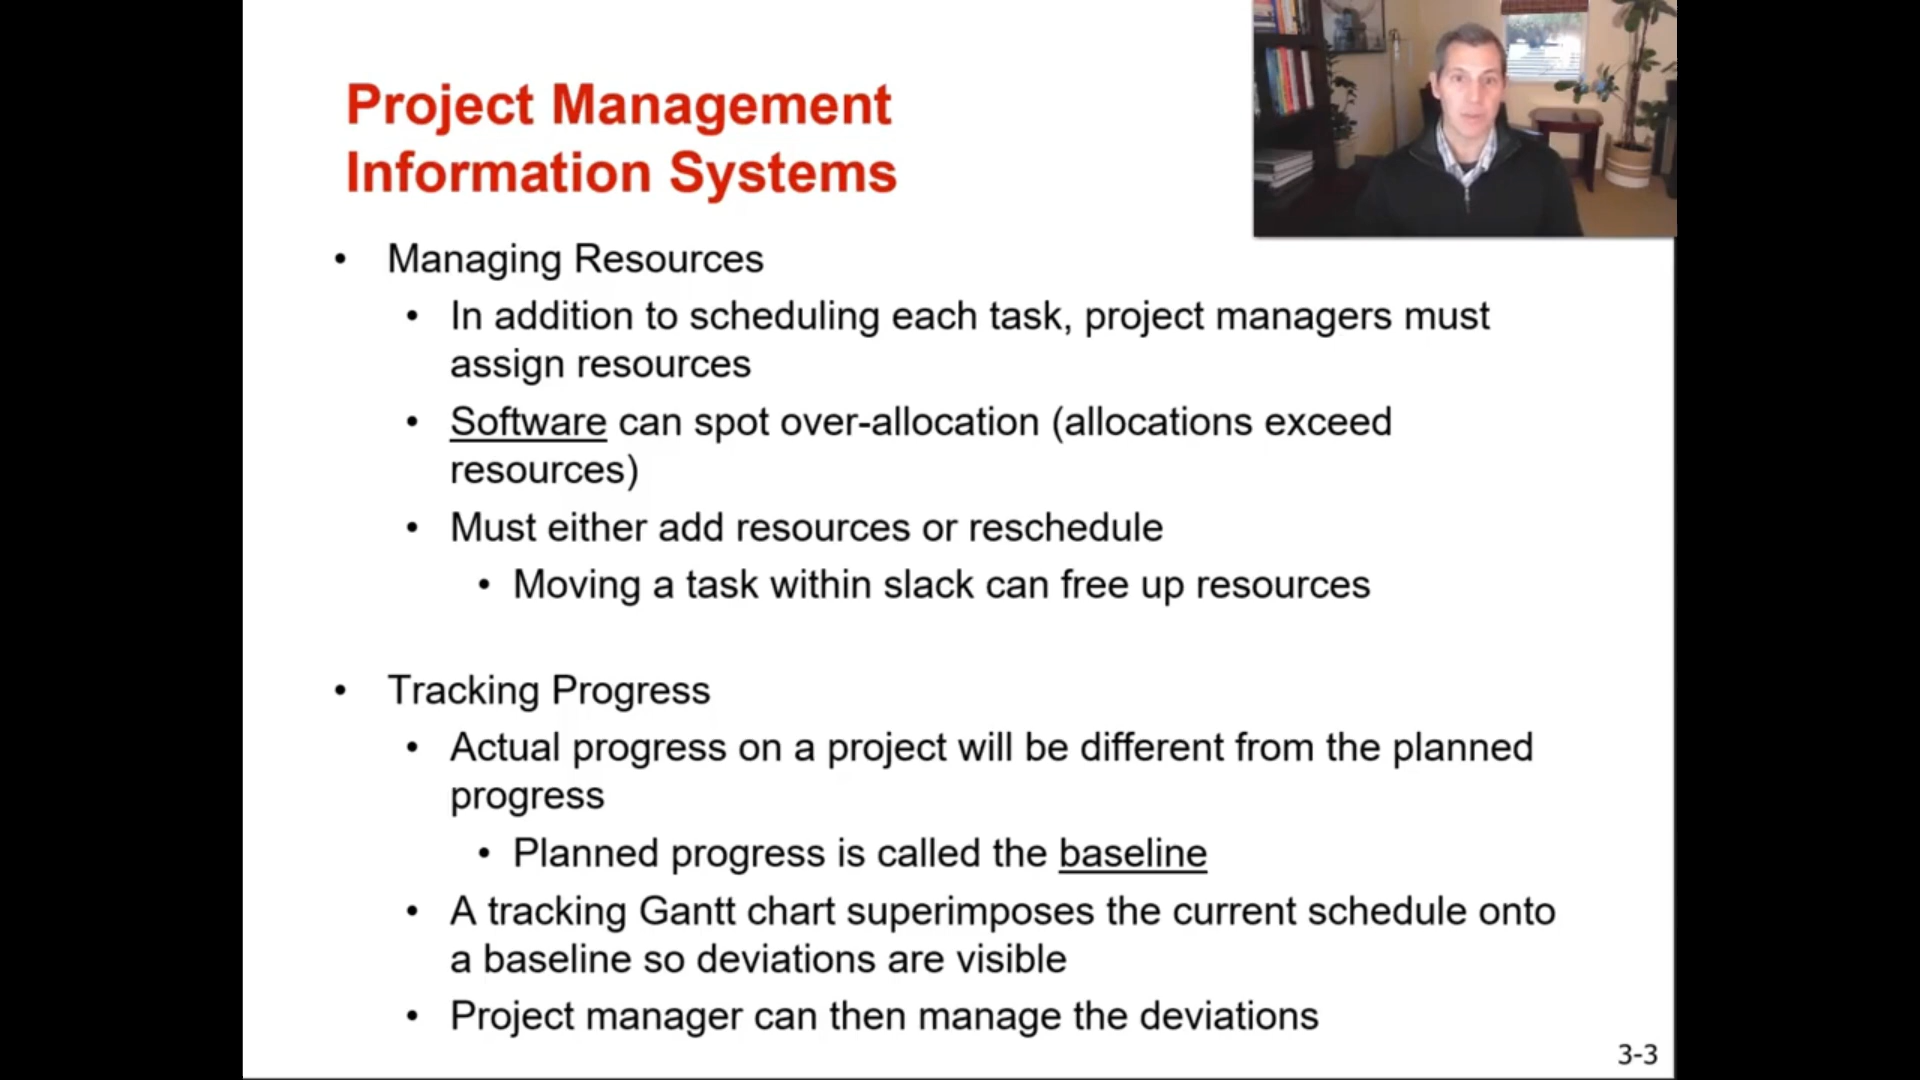 Project Management
Information Systems
• Managing Resources
• In addition to scheduling each task, project managers must
assign resources
• Software can spot over-allocation (allocations exceed
resources)
• Must either add resources or reschedule
• Moving a task within slack can free up resources
• Tracking Progress
• Actual progress on a project will be different from the planned
progress
• Planned progress is called the baseline
• A tracking Gantt chart superimposes the current schedule onto
a baseline so deviations are visible
• Project manager can then manage the deviations
3-3